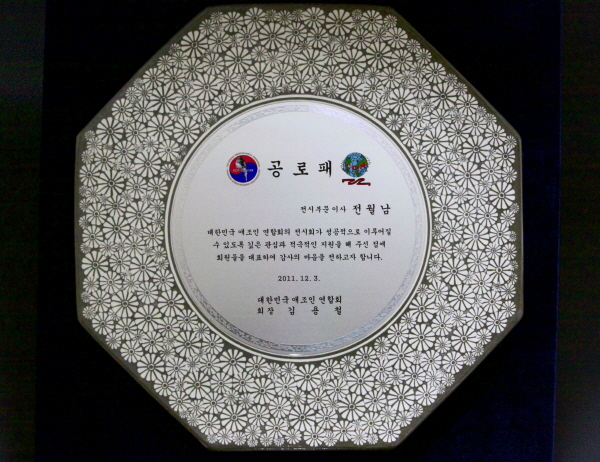 공로패
전시부문이사 전월남
대한민국 애조인 연합회의 전시회가 성공적으로 이루어질
수 있도록 깊은 관심과 적극적인 지원을 해 주신 점에
회원들을 대표하여 감사의 마음을 전하고자 합니다.
2011. 12. 3.
대한민국 애조인 연합회
회장 김용철